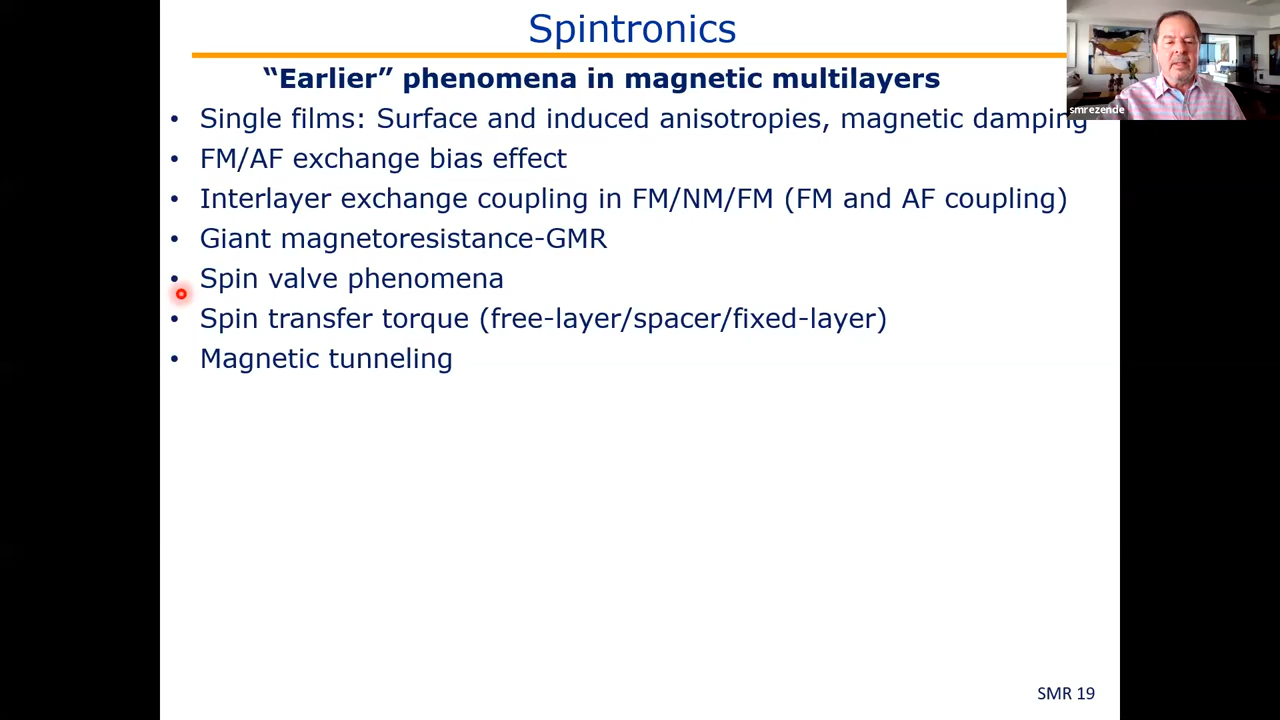 Spintronics
“Earlier” phenomena in magnetic multilayers
• Single films: Surface and induced anisotropies, magnetic damping
• FM/AF exchange bias effect
• Interlayer exchange coupling in FM/NM/FM (FM and AF coupling)
• Giant magnetoresistance-GMR
• Spin valve phenomena
• Spin transfer torque (free-layer/spacer/fixed-layer)
• Magnetic tunneling
smrezende
SMR 19